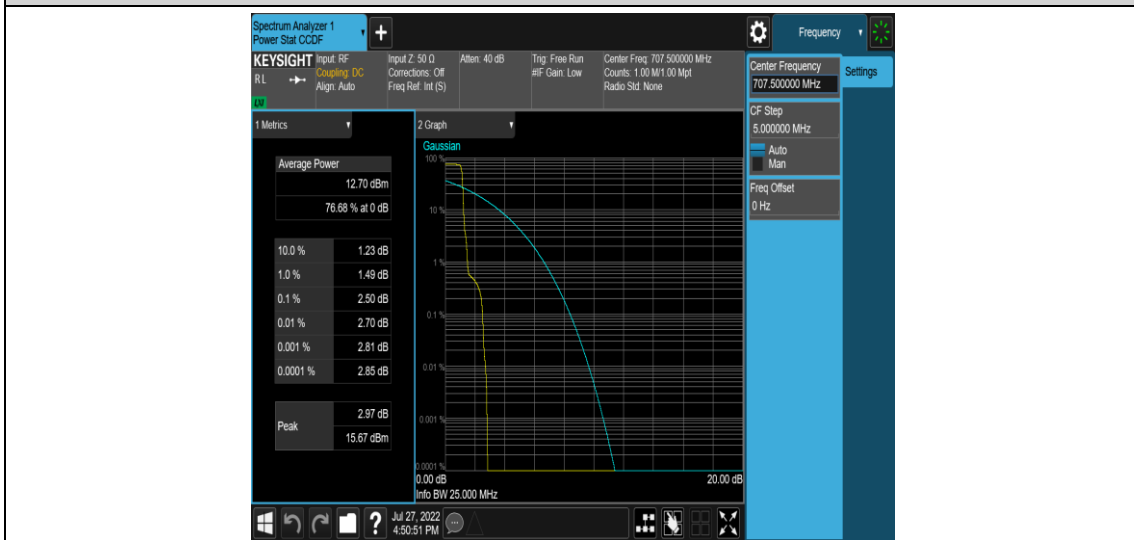 Spectrum Analyzer 1
Power Stat CCDF
+
Frequency
KEYSIGHT
RL
LXI
Input: RF
Coupling: DC
Align: Auto
Input Z: 50 Ω
Corrections: Off
Freq Ref: Int (S)
Atten: 40 dB
Trig: Free Run
#IF Gain: Low
Center Freq: 707.500000 MHz
Counts: 1.00 M/1.00 Mpt
Radio Std: None
Center Frequency
707.500000 MHz
Settings
CF Step
5.000000 MHz
Auto
Man
Freq Offset
0 Hz
1 Metrics
Average Power
12.70 dBm
76.68 % at 0 dB
10.0 % 1.23 dB
1.0 % 1.49 dB
0.1 % 2.50 dB
0.01 % 2.70 dB
0.001 % 2.81 dB
0.0001 % 2.85 dB
Peak
2.97 dB
15.67 dBm
2 Graph
Gaussian
100 %
10 %
1 %
0.1 %
0.01 %
0.001 %
0.0001 %
0.00 dB 20.00 dB
Info BW 25.000 MHz
?
Jul 27, 2022
4:50:51 PM